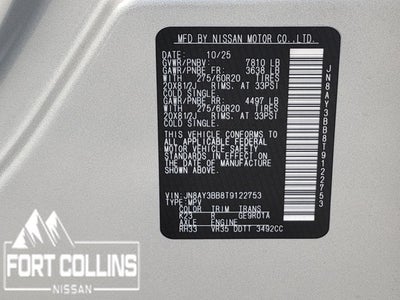 MFD BY NISSAN MOTOR CO., LTD.
DATE: 10/25
GVWR/PNBV: 7810 LB
GAWR/PNBE FR: 3638 LB
WITH 275/60R20 TIRES
20X8½J RIMS, AT 33PSI
COLD SINGLE.
GAWR/PNBE RR: 4497 LB
WITH 275/60R20 TIRES
20X8½J RIMS, AT 33PSI
COLD SINGLE.
THIS VEHICLE CONFORMS TO
ALL APPLICABLE FEDERAL
MOTOR VEHICLE SAFETY
STANDARDS IN EFFECT ON
THE DATE OF MANUFACTURE
SHOWN ABOVE.
VIN: JN8AY3BB8T9122753
TYPE: MPV
COLOR TRIM TRANS
K23 R GE9R01A
AXLE ENGINE
RH33 VR35 DDTT 3492CC
JN8AY3BB8T9122753
FORT COLLINS
NISSAN